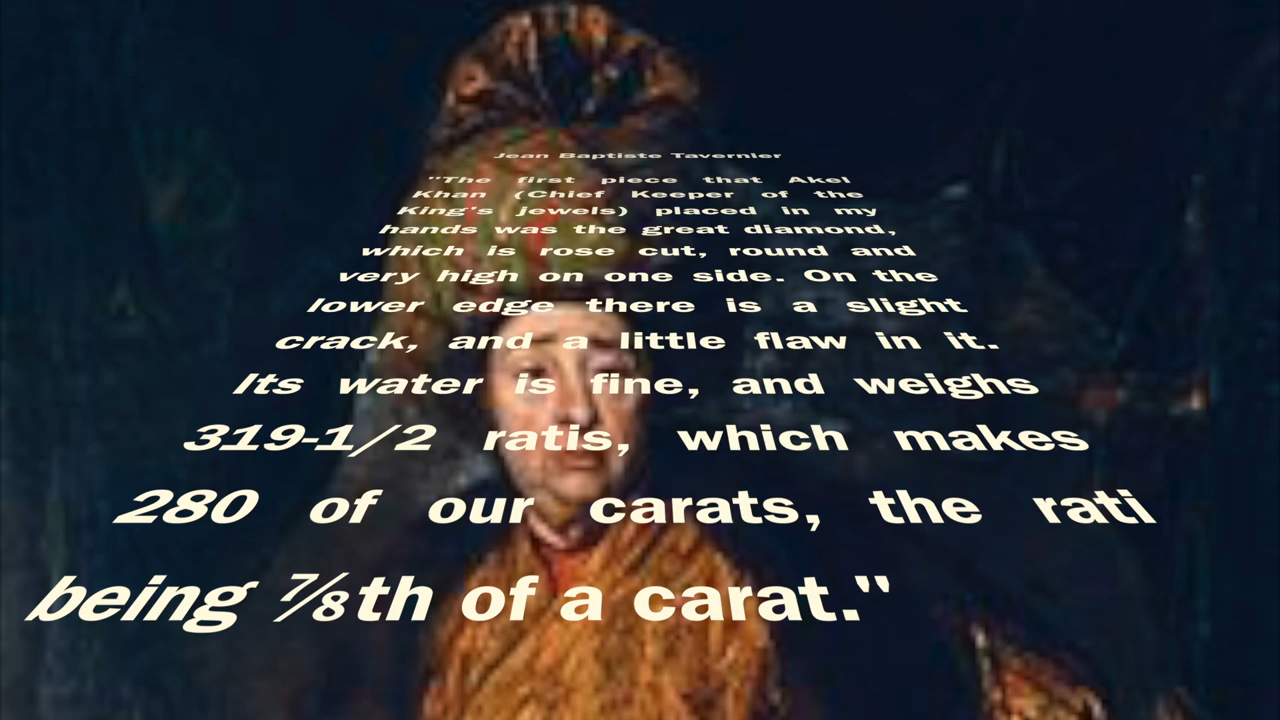 Jean Baptiste Tavernier
"The first piece that Akel
Khan (Chief Keeper of the
King's jewels) placed in my
hands was the great diamond,
which is rose cut, round and
very high on one side. On the
lower edge there is a slight
crack, and a little flaw in it.
Its water is fine, and weighs
319-1/2 ratis, which makes
280 of our carats, the rati
being ⅞th of a carat."